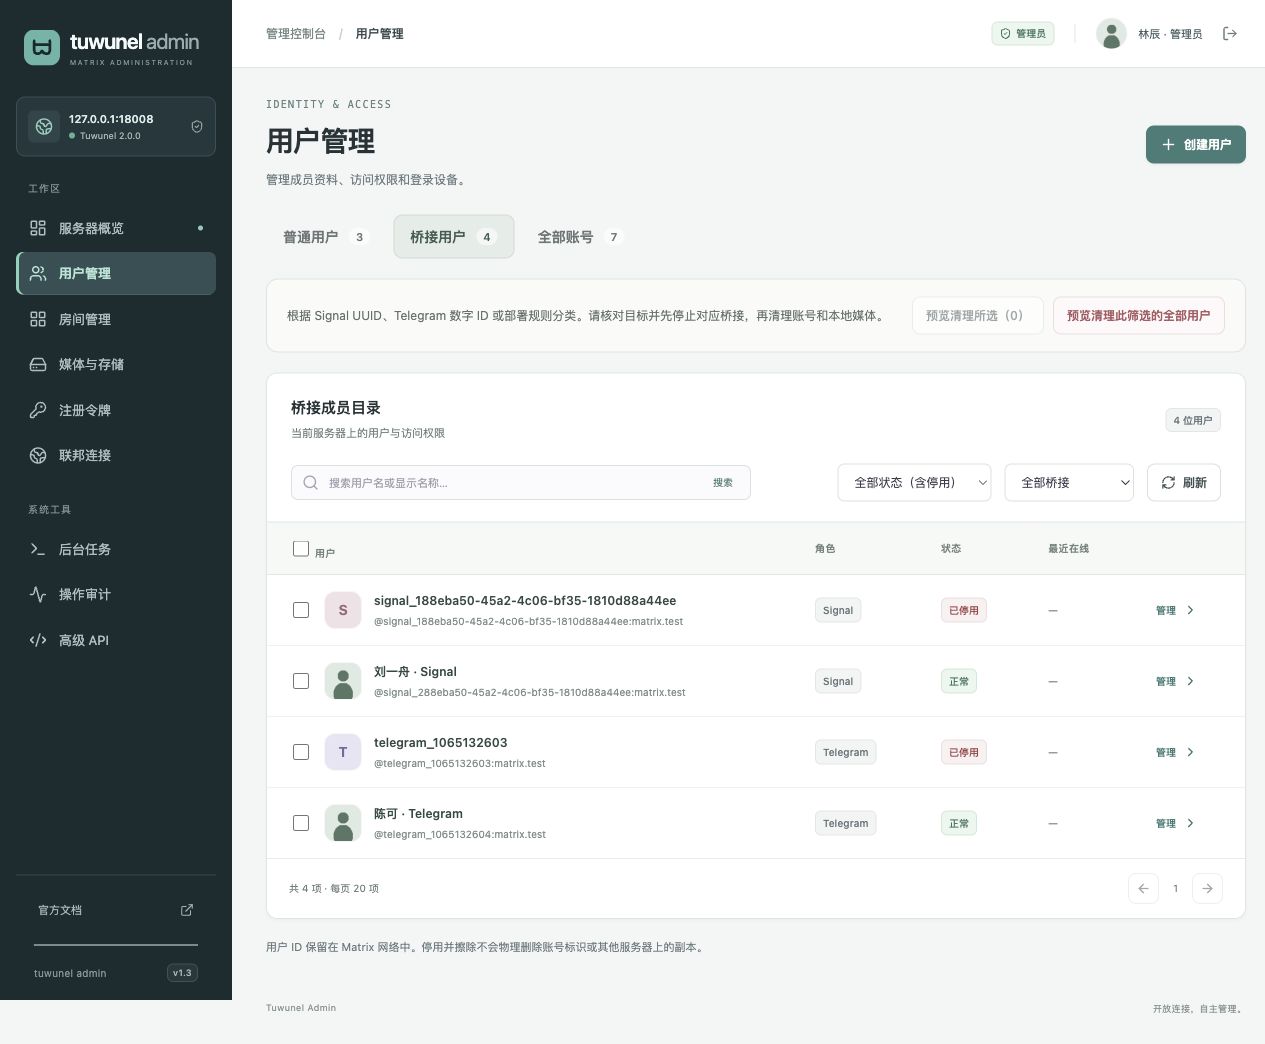 tuwunel admin
MATRIX ADMINISTRATION
127.0.0.1:18008
Tuwunel 2.0.0
工作区
服务器概览
用户管理
房间管理
媒体与存储
注册令牌
联邦连接
系统工具
后台任务
操作审计
高级 API
官方文档
tuwunel admin v1.3
管理控制台 / 用户管理
管理员
林辰 · 管理员
IDENTITY & ACCESS
用户管理
管理成员资料、访问权限和登录设备。
创建用户
普通用户 3
桥接用户 4
全部账号 7
根据 Signal UUID、Telegram 数字 ID 或部署规则分类。请核对目标并先停止对应桥接，再清理账号和本地媒体。
预览清理所选（0）
预览清理此筛选的全部用户
桥接成员目录
当前服务器上的用户与访问权限
4 位用户
搜索用户名或显示名称... 搜索
全部状态（含停用）
全部桥接
刷新
用户 角色 状态 最近在线
S signal_188eba50-45a2-4c06-bf35-1810d88a44ee
@signal_188eba50-45a2-4c06-bf35-1810d88a44ee:matrix.test
Signal 已停用 — 管理
刘一舟 · Signal
@signal_288eba50-45a2-4c06-bf35-1810d88a44ee:matrix.test
Signal 正常 — 管理
T telegram_1065132603
@telegram_1065132603:matrix.test
Telegram 已停用 — 管理
陈可 · Telegram
@telegram_1065132604:matrix.test
Telegram 正常 — 管理
共 4 项 · 每页 20 项
1
用户 ID 保留在 Matrix 网络中。停用并擦除不会物理删除账号标识或其他服务器上的副本。
Tuwunel Admin
开放连接，自主管理。